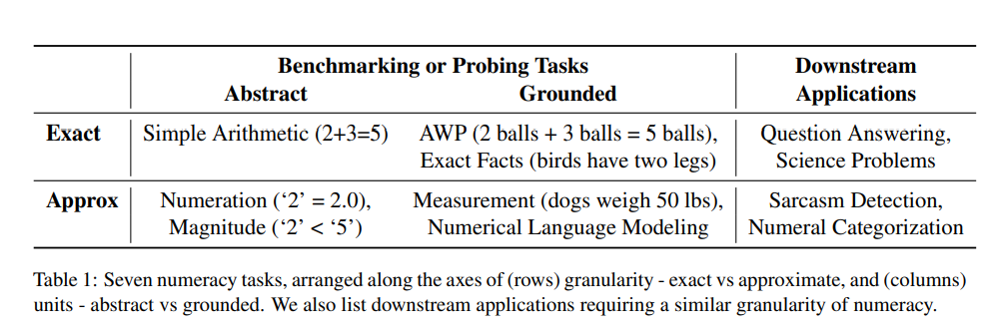 Benchmarking or Probing Tasks Downstream
Abstract Grounded Applications
Exact Simple Arithmetic (2+3=5) AWP (2 balls + 3 balls = 5 balls), Question Answering,
Exact Facts (birds have two legs) Science Problems
Approx Numeration (‘2’ = 2.0), Measurement (dogs weigh 50 lbs), Sarcasm Detection,
Magnitude (‘2’ < ‘5’) Numerical Language Modeling Numeral Categorization
Table 1: Seven numeracy tasks, arranged along the axes of (rows) granularity - exact vs approximate, and (columns)
units - abstract vs grounded. We also list downstream applications requiring a similar granularity of numeracy.